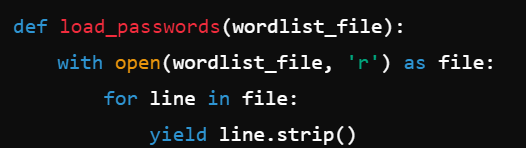 def load_passwords(wordlist_file):
    with open(wordlist_file, 'r') as file:
        for line in file:
            yield line.strip()